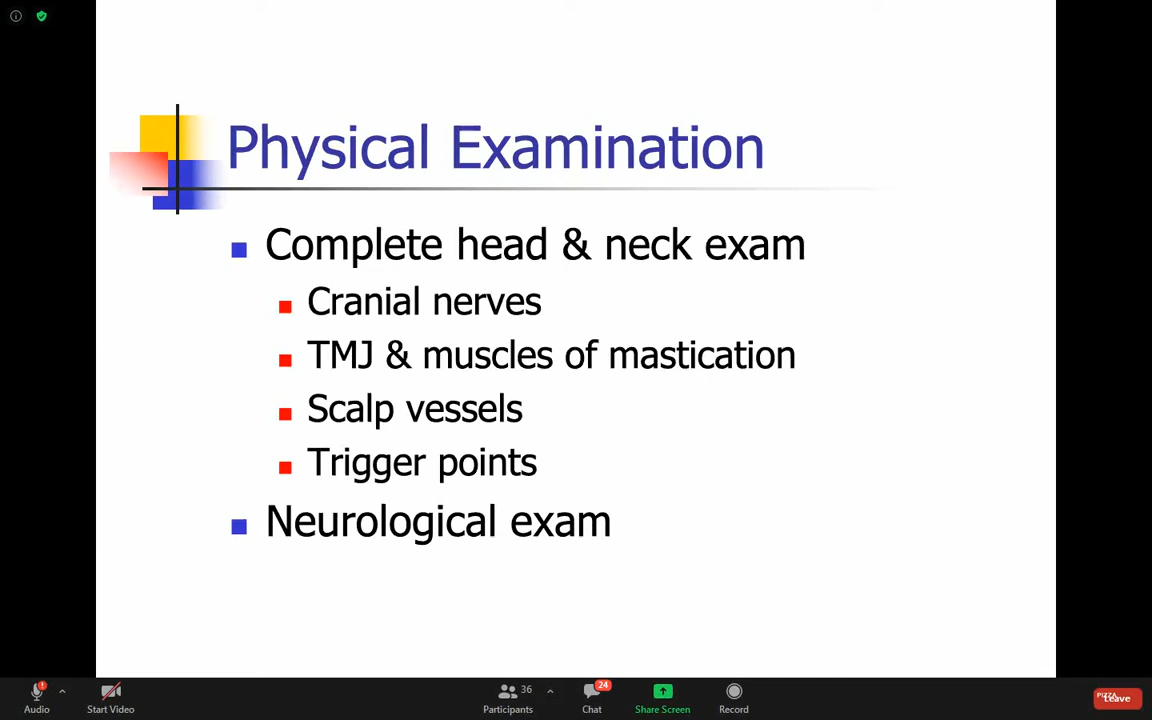 Physical Examination
Complete head & neck exam
Cranial nerves
TMJ & muscles of mastication
Scalp vessels
Trigger points
Neurological exam
Audio
Start Video
36
Participants
24
Chat
Share Screen
Record
PIZZA
Leave